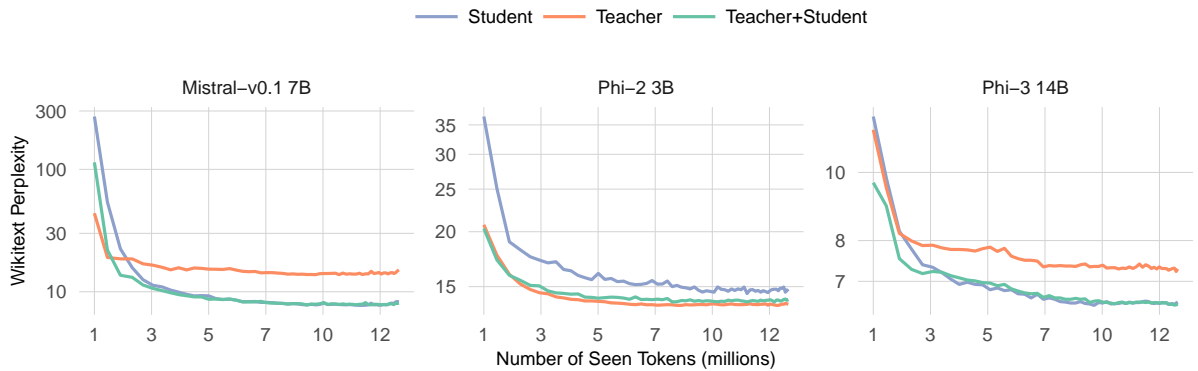 Student Teacher Teacher+Student
Mistral−v0.1 7B
Phi−2 3B
Phi−3 14B
Wikitext Perplexity
300
100
30
10
35
30
25
20
15
10
8
7
1 3 5 7 10 12
1 3 5 7 10 12
1 3 5 7 10 12
Number of Seen Tokens (millions)